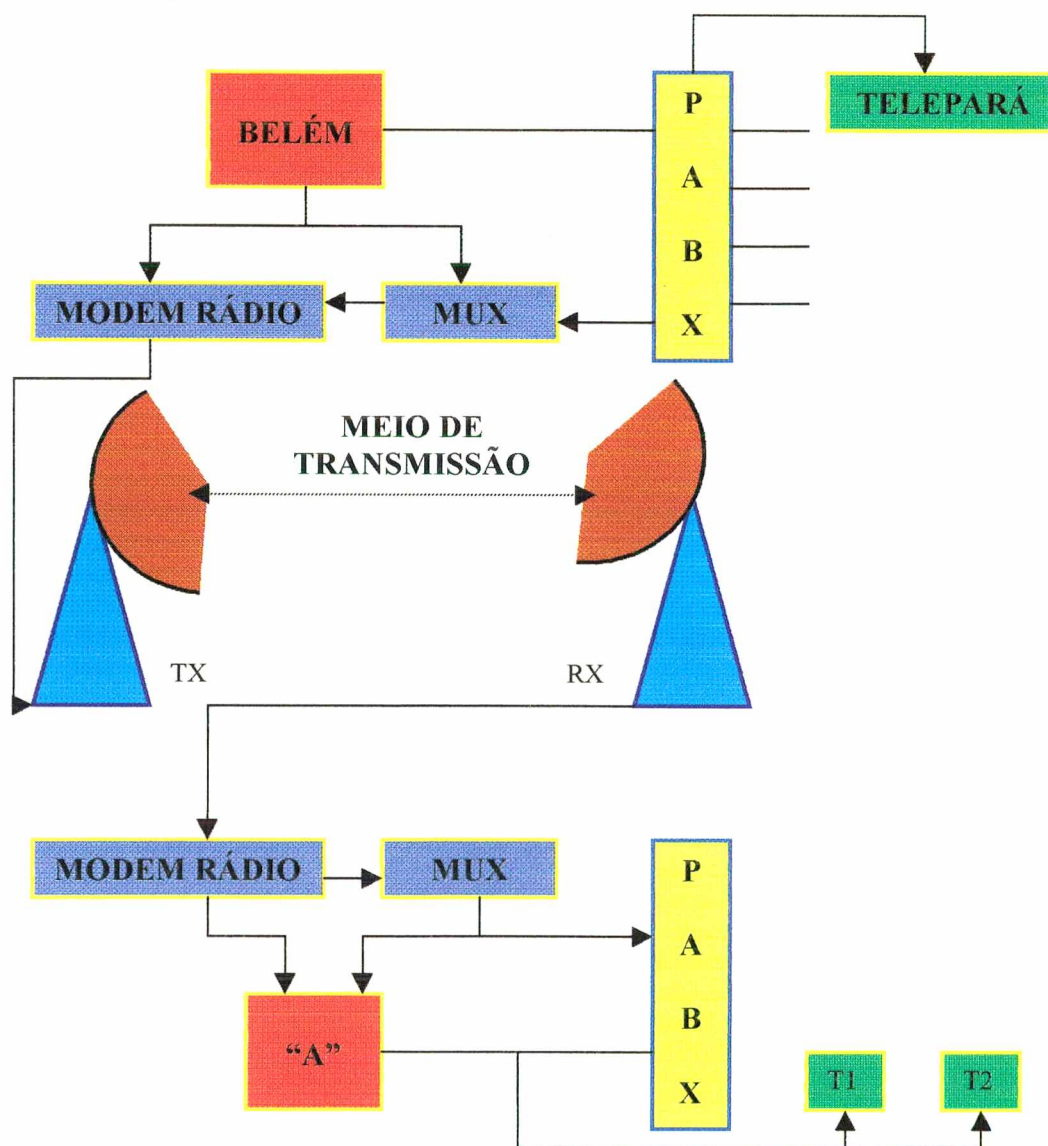 TELEPARÁ
BELÉM
P
A
B
X
MODEM RÁDIO
MUX
MEIO DE
TRANSMISSÃO
TX
RX
MODEM RÁDIO
MUX
P
A
B
X
“A”
T1
T2